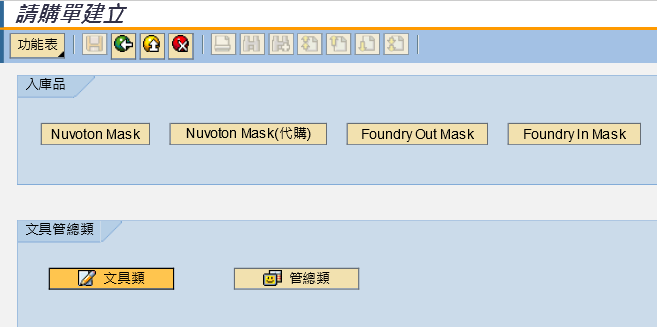 請購單建立
功能表
入庫品
Nuvoton Mask
Nuvoton Mask(代購)
Foundry Out Mask
Foundry In Mask
文具管總類
文具類
管總類